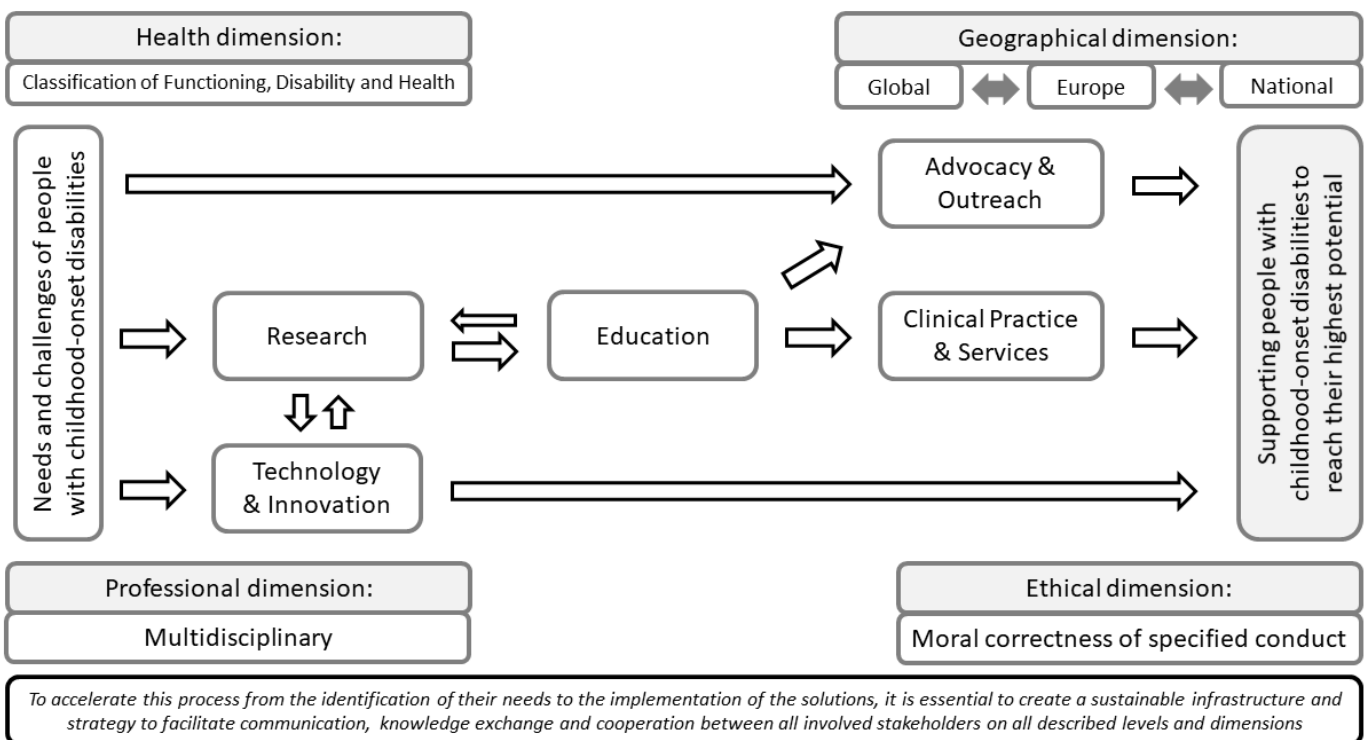 Health dimension:
Classification of Functioning, Disability and Health
Geographical dimension:
Global
Europe
National
Needs and challenges of people
with childhood-onset disabilities
Advocacy &
Outreach
Research
Education
Clinical Practice
& Services
Technology
& Innovation
Supporting people with
childhood-onset disabilities to
reach their highest potential
Professional dimension:
Multidisciplinary
Ethical dimension:
Moral correctness of specified conduct
To accelerate this process from the identification of their needs to the implementation of the solutions, it is essential to create a sustainable infrastructure and
strategy to facilitate communication, knowledge exchange and cooperation between all involved stakeholders on all described levels and dimensions